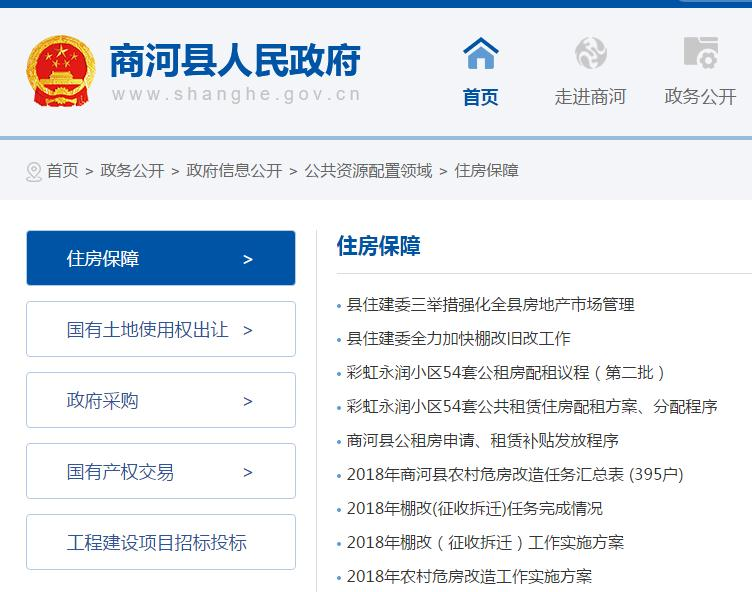 商河县人民政府
www.shanghe.gov.cn
首页
走进商河
政务公开
首页 > 政务公开 > 政府信息公开 > 公共资源配置领域 > 住房保障
住房保障 >
国有土地使用权出让 >
政府采购 >
国有产权交易 >
工程建设项目招标投标
住房保障
县住建委三举措强化全县房地产市场管理
县住建委全力加快棚改旧改工作
彩虹永润小区54套公租房配租议程（第二批）
彩虹永润小区54套公共租赁住房配租方案、分配程序
商河县公租房申请、租赁补贴发放程序
2018年商河县农村危房改造任务汇总表 (395户)
2018年棚改(征收拆迁)任务完成情况
2018年棚改（征收拆迁）工作实施方案
2018年农村危房改造工作实施方案